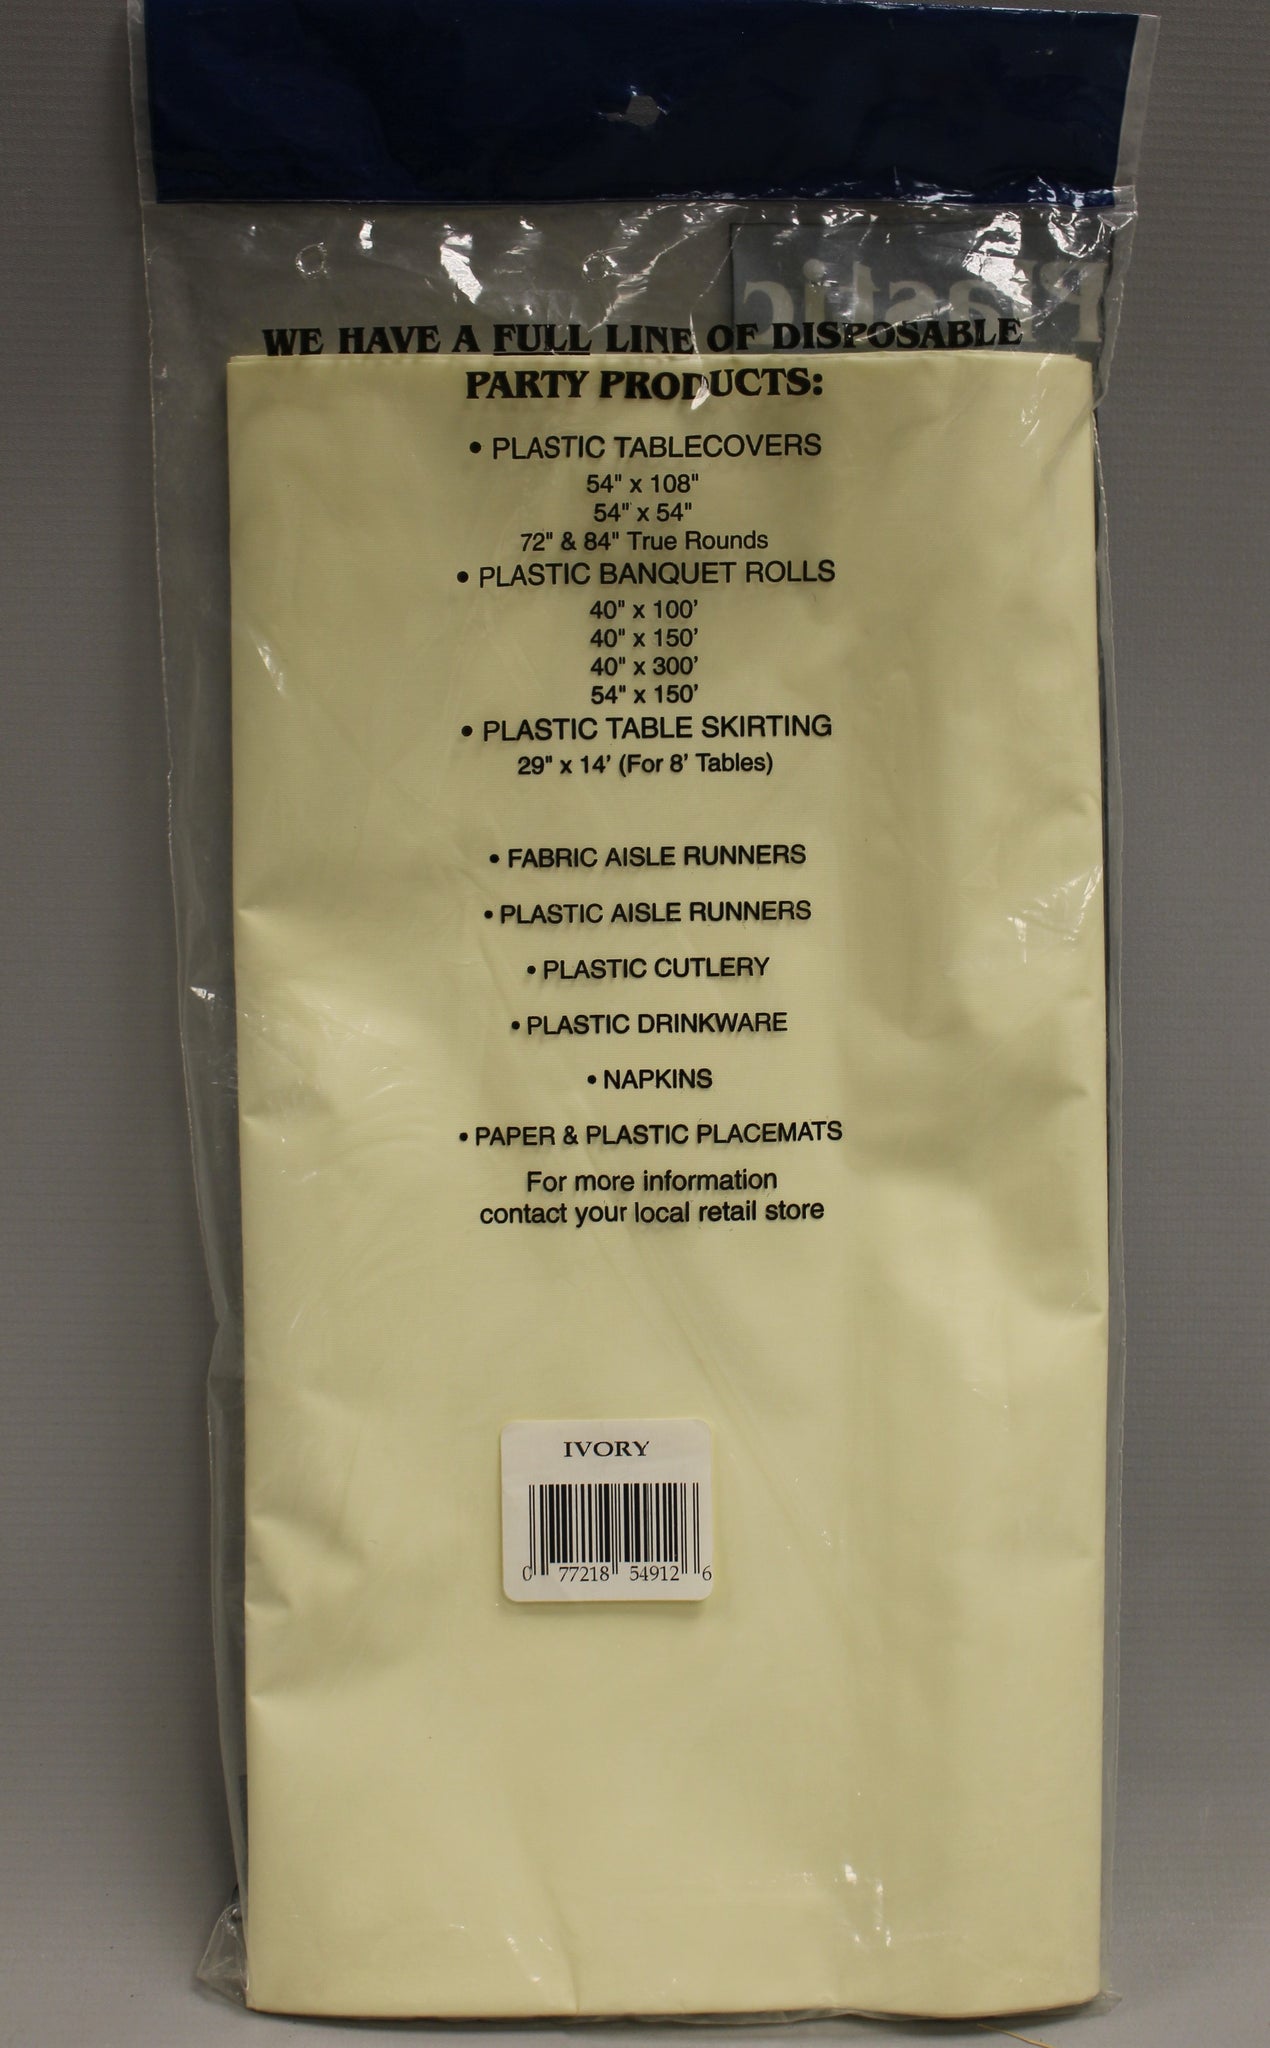 Plastic
WE HAVE A FULL LINE OF DISPOSABLE
PARTY PRODUCTS:
• PLASTIC TABLECOVERS
54" x 108"
54" x 54"
72" & 84" True Rounds
• PLASTIC BANQUET ROLLS
40" x 100'
40" x 150'
40" x 300'
54" x 150'
• PLASTIC TABLE SKIRTING
29" x 14' (For 8' Tables)
• FABRIC AISLE RUNNERS
• PLASTIC AISLE RUNNERS
• PLASTIC CUTLERY
• PLASTIC DRINKWARE
• NAPKINS
• PAPER & PLASTIC PLACEMATS
For more information
contact your local retail store
IVORY
0 77218 54912 6